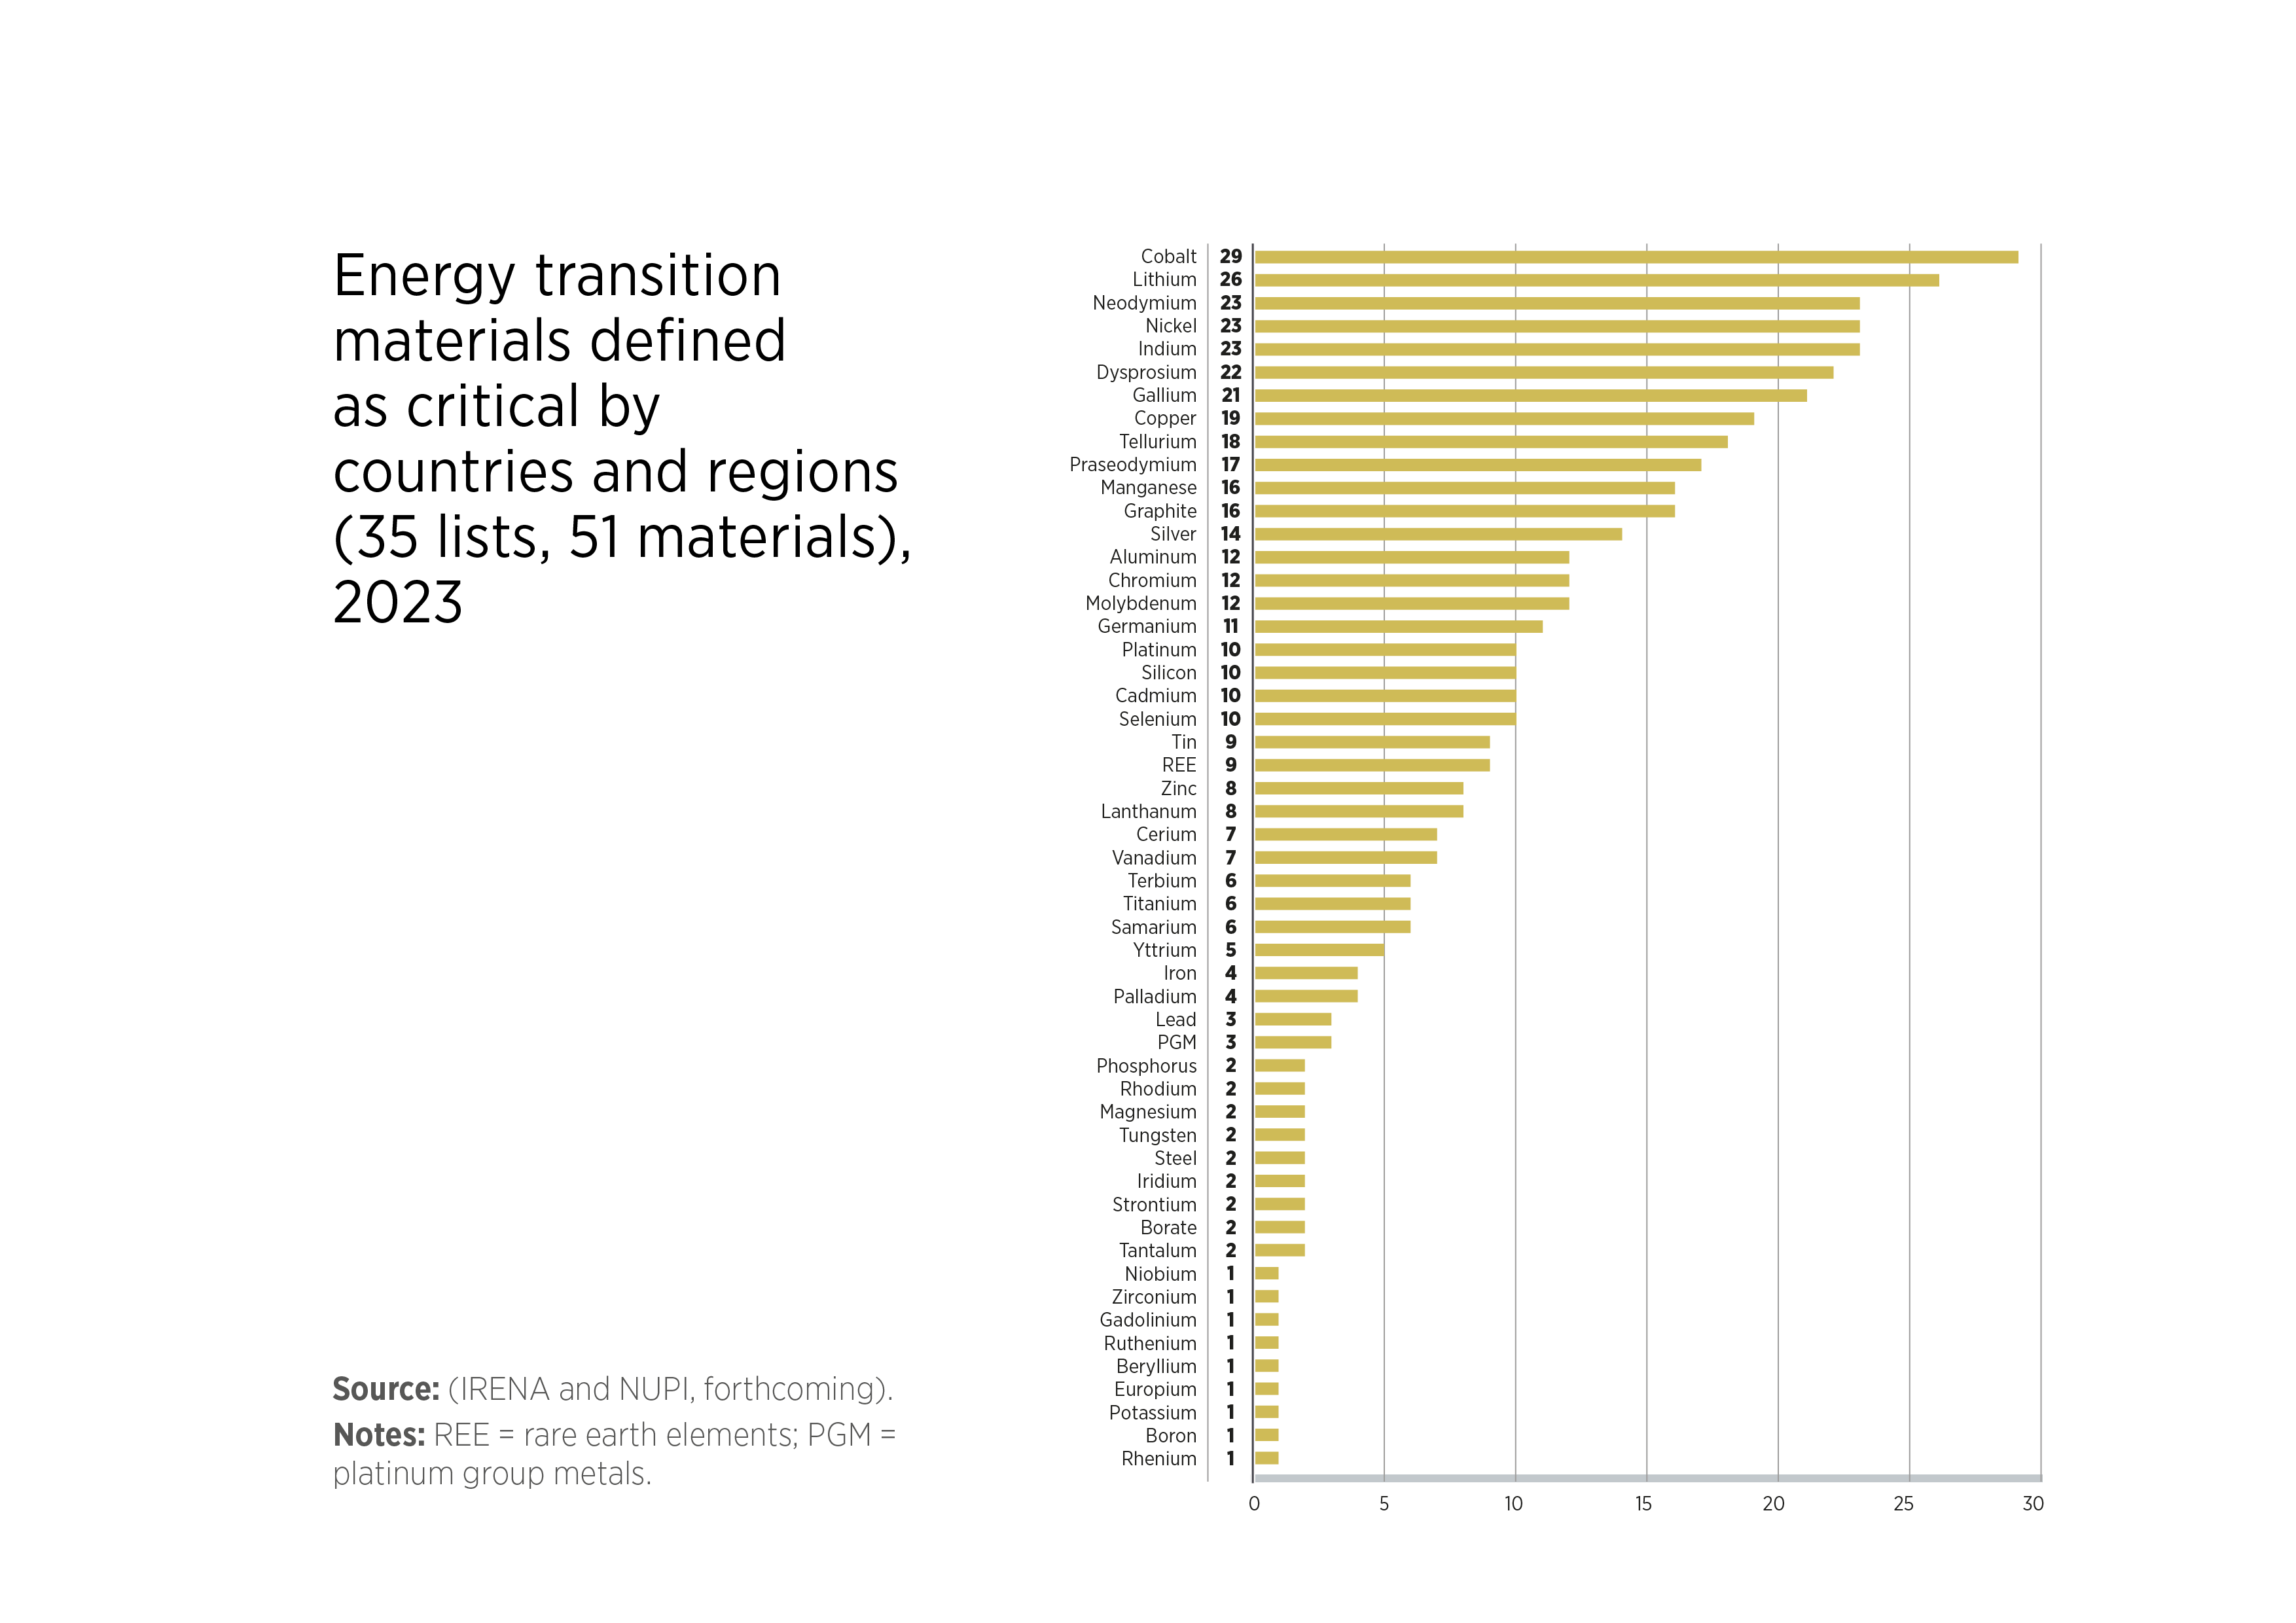 Energy transition
materials defined
as critical by
countries and regions
(35 lists, 51 materials),
2023
Cobalt 29
Lithium 26
Neodymium 23
Nickel 23
Indium 23
Dysprosium 22
Gallium 21
Copper 19
Tellurium 18
Praseodymium 17
Manganese 16
Graphite 16
Silver 14
Aluminum 12
Chromium 12
Molybdenum 12
Germanium 11
Platinum 10
Silicon 10
Cadmium 10
Selenium 10
Tin 9
REE 9
Zinc 8
Lanthanum 8
Cerium 7
Vanadium 7
Terbium 6
Titanium 6
Samarium 6
Yttrium 5
Iron 4
Palladium 4
Lead 3
PGM 3
Phosphorus 2
Rhodium 2
Magnesium 2
Tungsten 2
Steel 2
Iridium 2
Strontium 2
Borate 2
Tantalum 2
Niobium 1
Zirconium 1
Gadolinium 1
Ruthenium 1
Beryllium 1
Europium 1
Potassium 1
Boron 1
Rhenium 1
0 5 10 15 20 25 30
Source: (IRENA and NUPI, forthcoming).
Notes: REE = rare earth elements; PGM =
platinum group metals.